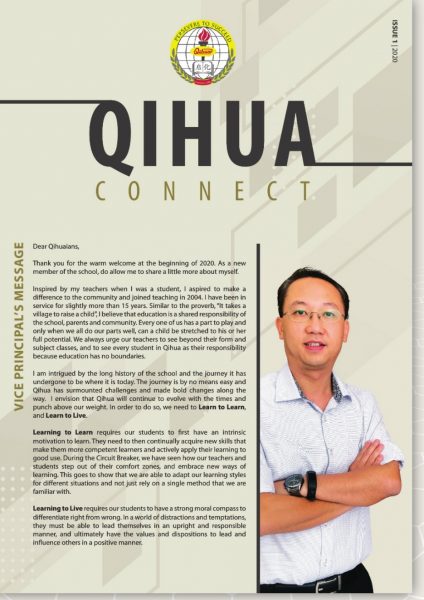 PERSEVERE TO SUCCEED
Qihua
ISSUE 1 | 2020
QIHUA
CONNECT
VICE PRINCIPAL'S MESSAGE
Dear Qihuaians,
Thank you for the warm welcome at the beginning of 2020. As a new
member of the school, do allow me to share a little more about myself.
Inspired by my teachers when I was a student, I aspired to make a
difference to the community and joined teaching in 2004. I have been in
service for slightly more than 15 years. Similar to the proverb, "It takes a
village to raise a child", I believe that education is a shared responsibility of
the school, parents and community. Every one of us has a part to play and
only when we all do our parts well, can a child be stretched to his or her
full potential. We always urge our teachers to see beyond their form and
subject classes, and to see every student in Qihua as their responsibility
because education has no boundaries.
I am intrigued by the long history of the school and the journey it has
undergone to be where it is today. The journey is by no means easy and
Qihua has surmounted challenges and made bold changes along the
way. I envision that Qihua will continue to evolve with the times and
punch above our weight. In order to do so, we need to Learn to Learn,
and Learn to Live.
Learning to Learn requires our students to first have an intrinsic
motivation to learn. They need to then continually acquire new skills that
make them more competent learners and actively apply their learning to
good use. During the Circuit Breaker, we have seen how our teachers and
students step out of their comfort zones, and embrace new ways of
learning. This goes to show that we are able to adapt our learning styles
for different situations and not just rely on a single method that we are
familiar with.
Learning to Live requires our students to have a strong moral compass to
differentiate right from wrong. In a world of distractions and temptations,
they must be able to lead themselves in an upright and responsible
manner, and ultimately have the values and dispositions to lead and
influence others in a positive manner.